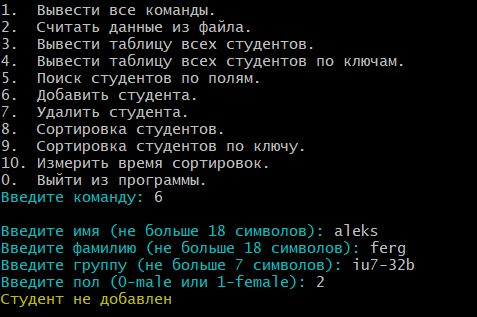 1. Вывести все команды.
2. Считать данные из файла.
3. Вывести таблицу всех студентов.
4. Вывести таблицу всех студентов по ключам.
5. Поиск студентов по полям.
6. Добавить студента.
7. Удалить студента.
8. Сортировка студентов.
9. Сортировка студентов по ключу.
10. Измерить время сортировок.
0. Выйти из программы.
Введите команду: 6
Введите имя (не больше 18 символов): aleks
Введите фамилию (не больше 18 символов): ferg
Введите группу (не больше 7 символов): iu7-32b
Введите пол (0-male или 1-female): 2
Студент не добавлен